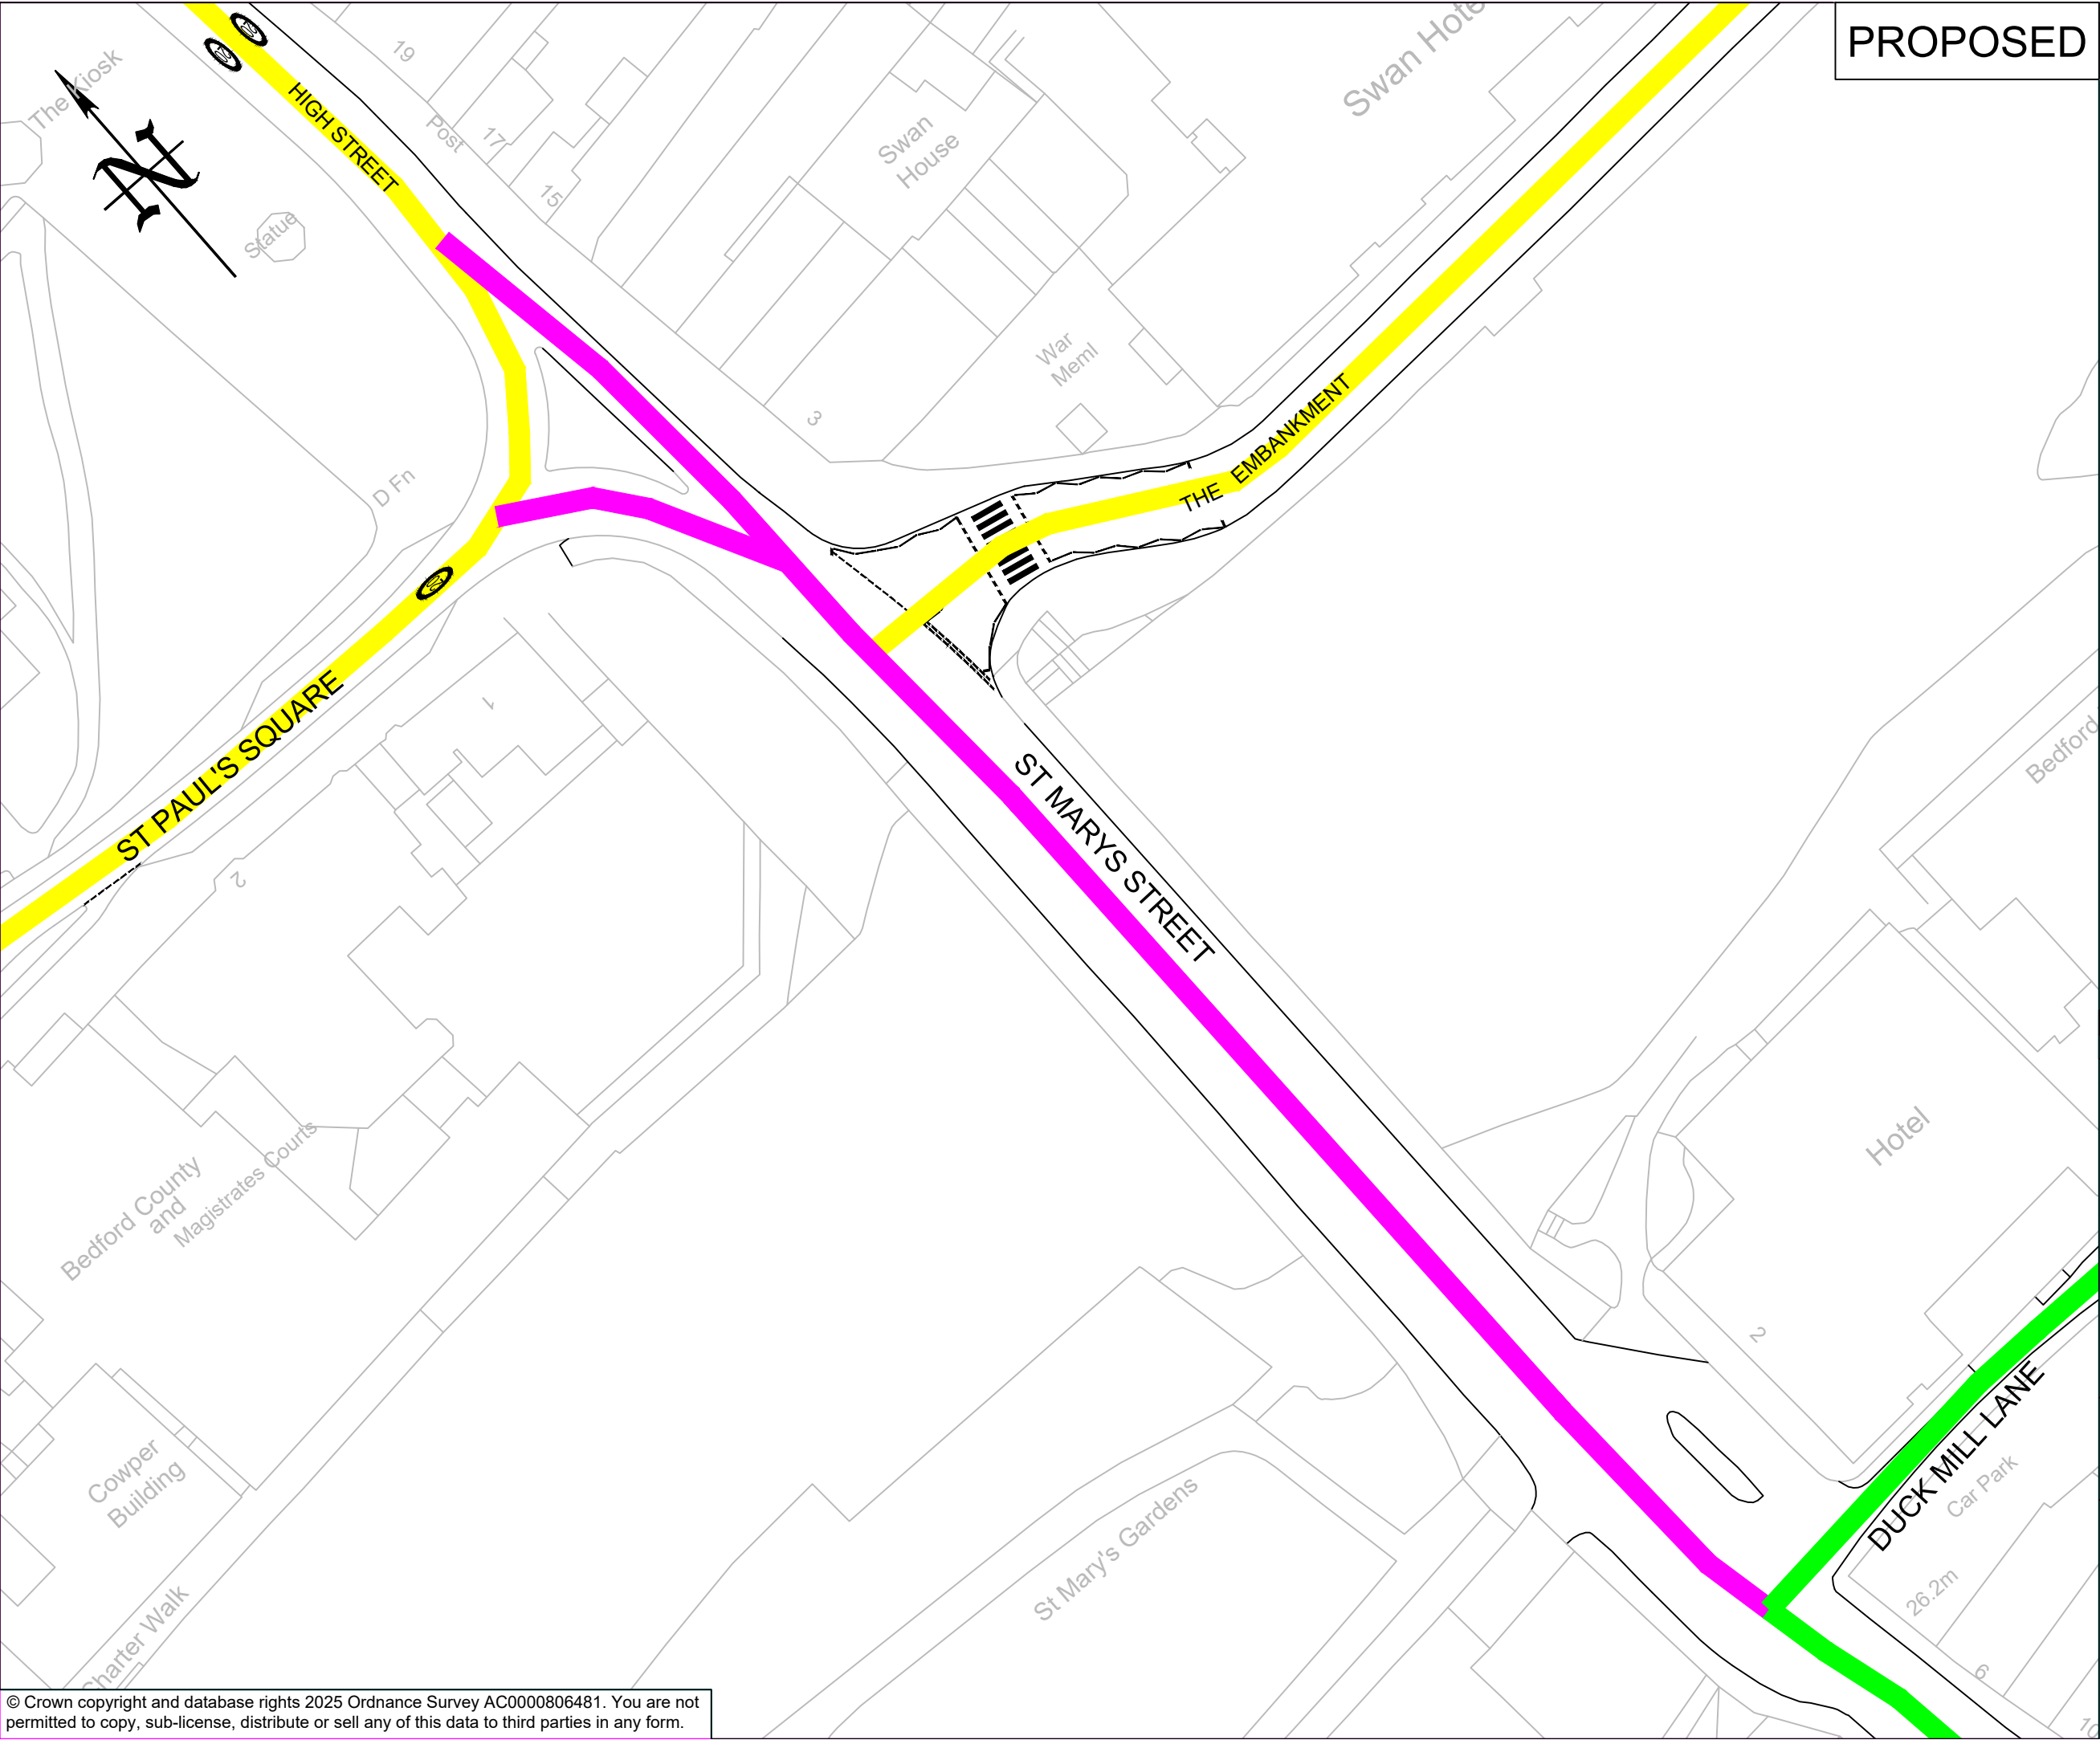 PROPOSED
The Kiosk
19
HIGH STREET
Post
17
15
Swan
House
Swan Hote
N
Statue
War
Meml
3
D Fn
THE EMBANKMENT
ST PAUL'S SQUARE
1
2
ST MARYS STREET
Bedford
Hotel
2
Bedford County
and
Magistrates Courts
DUCK MILL LANE
Car Park
26.2m
6
10
Cowper
Building
St Mary's Gardens
Charter Walk
© Crown copyright and database rights 2025 Ordnance Survey AC0000806481. You are not
permitted to copy, sub-license, distribute or sell any of this data to third parties in any form.